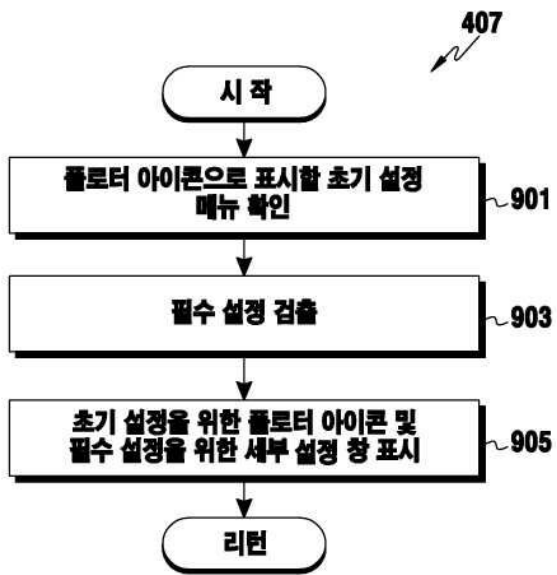 407
시 작
플로터 아이콘으로 표시할 초기 설정
메뉴 확인
901
필수 설정 검출
903
초기 설정을 위한 플로터 아이콘 및
필수 설정을 위한 세부 설정 창 표시
905
리턴